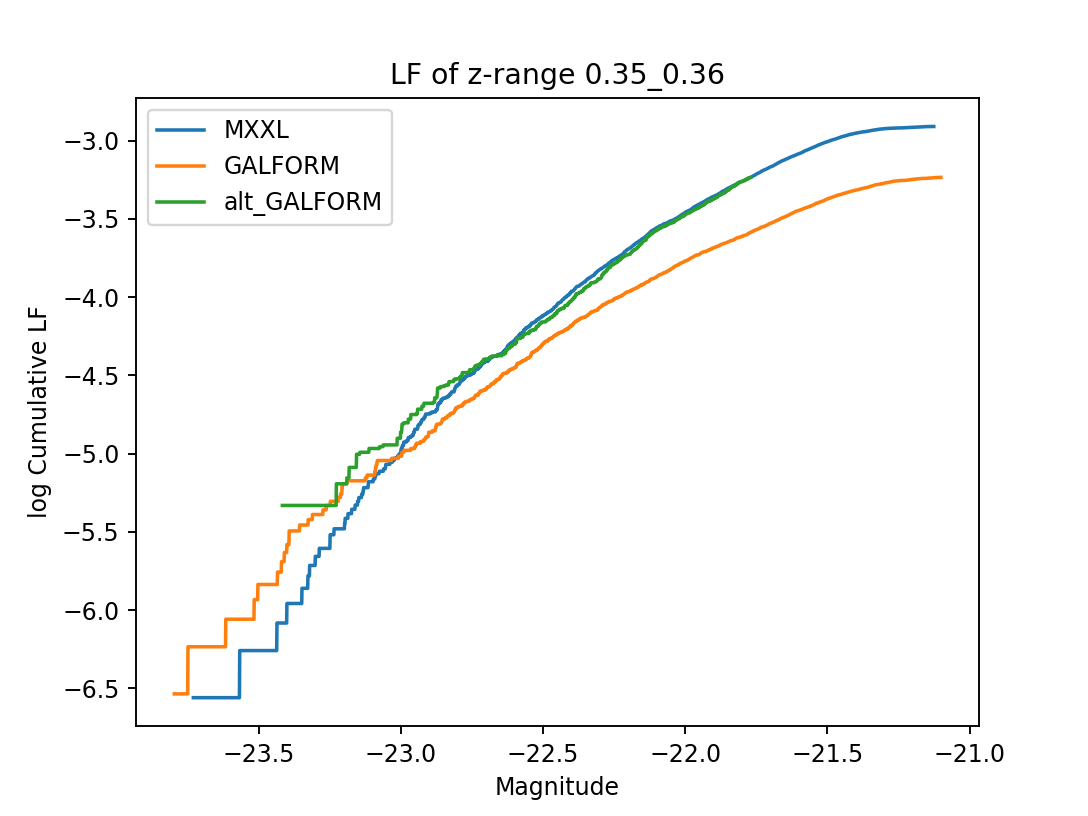 LF of z-range 0.35_0.36
MXXL
GALFORM
alt_GALFORM
log Cumulative LF
−3.0
−3.5
−4.0
−4.5
−5.0
−5.5
−6.0
−6.5
−23.5 −23.0 −22.5 −22.0 −21.5 −21.0
Magnitude